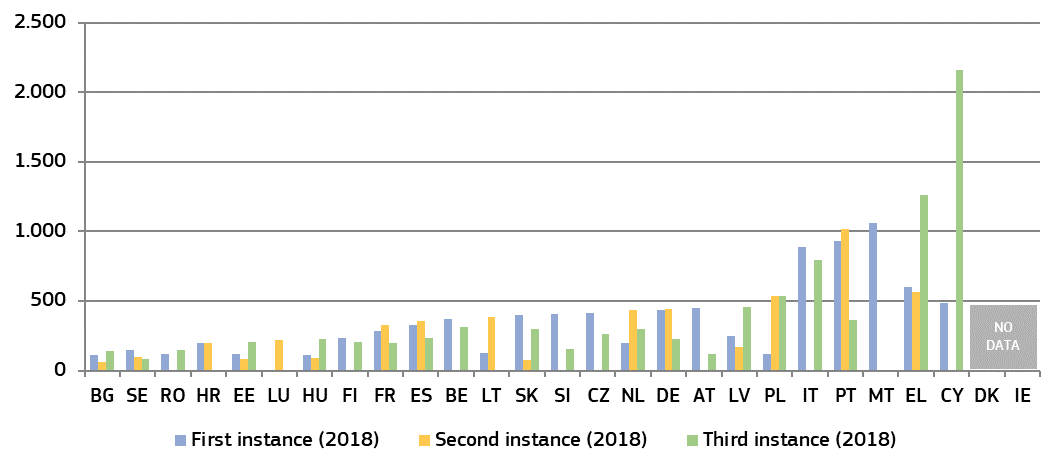 2.500
2.000
1.500
1.000
500
0
NO
DATA
BG SE RO HR EE LU HU FI FR ES BE LT SK SI CZ NL DE AT LV PL IT PT MT EL CY DK IE
First instance (2018) Second instance (2018) Third instance (2018)